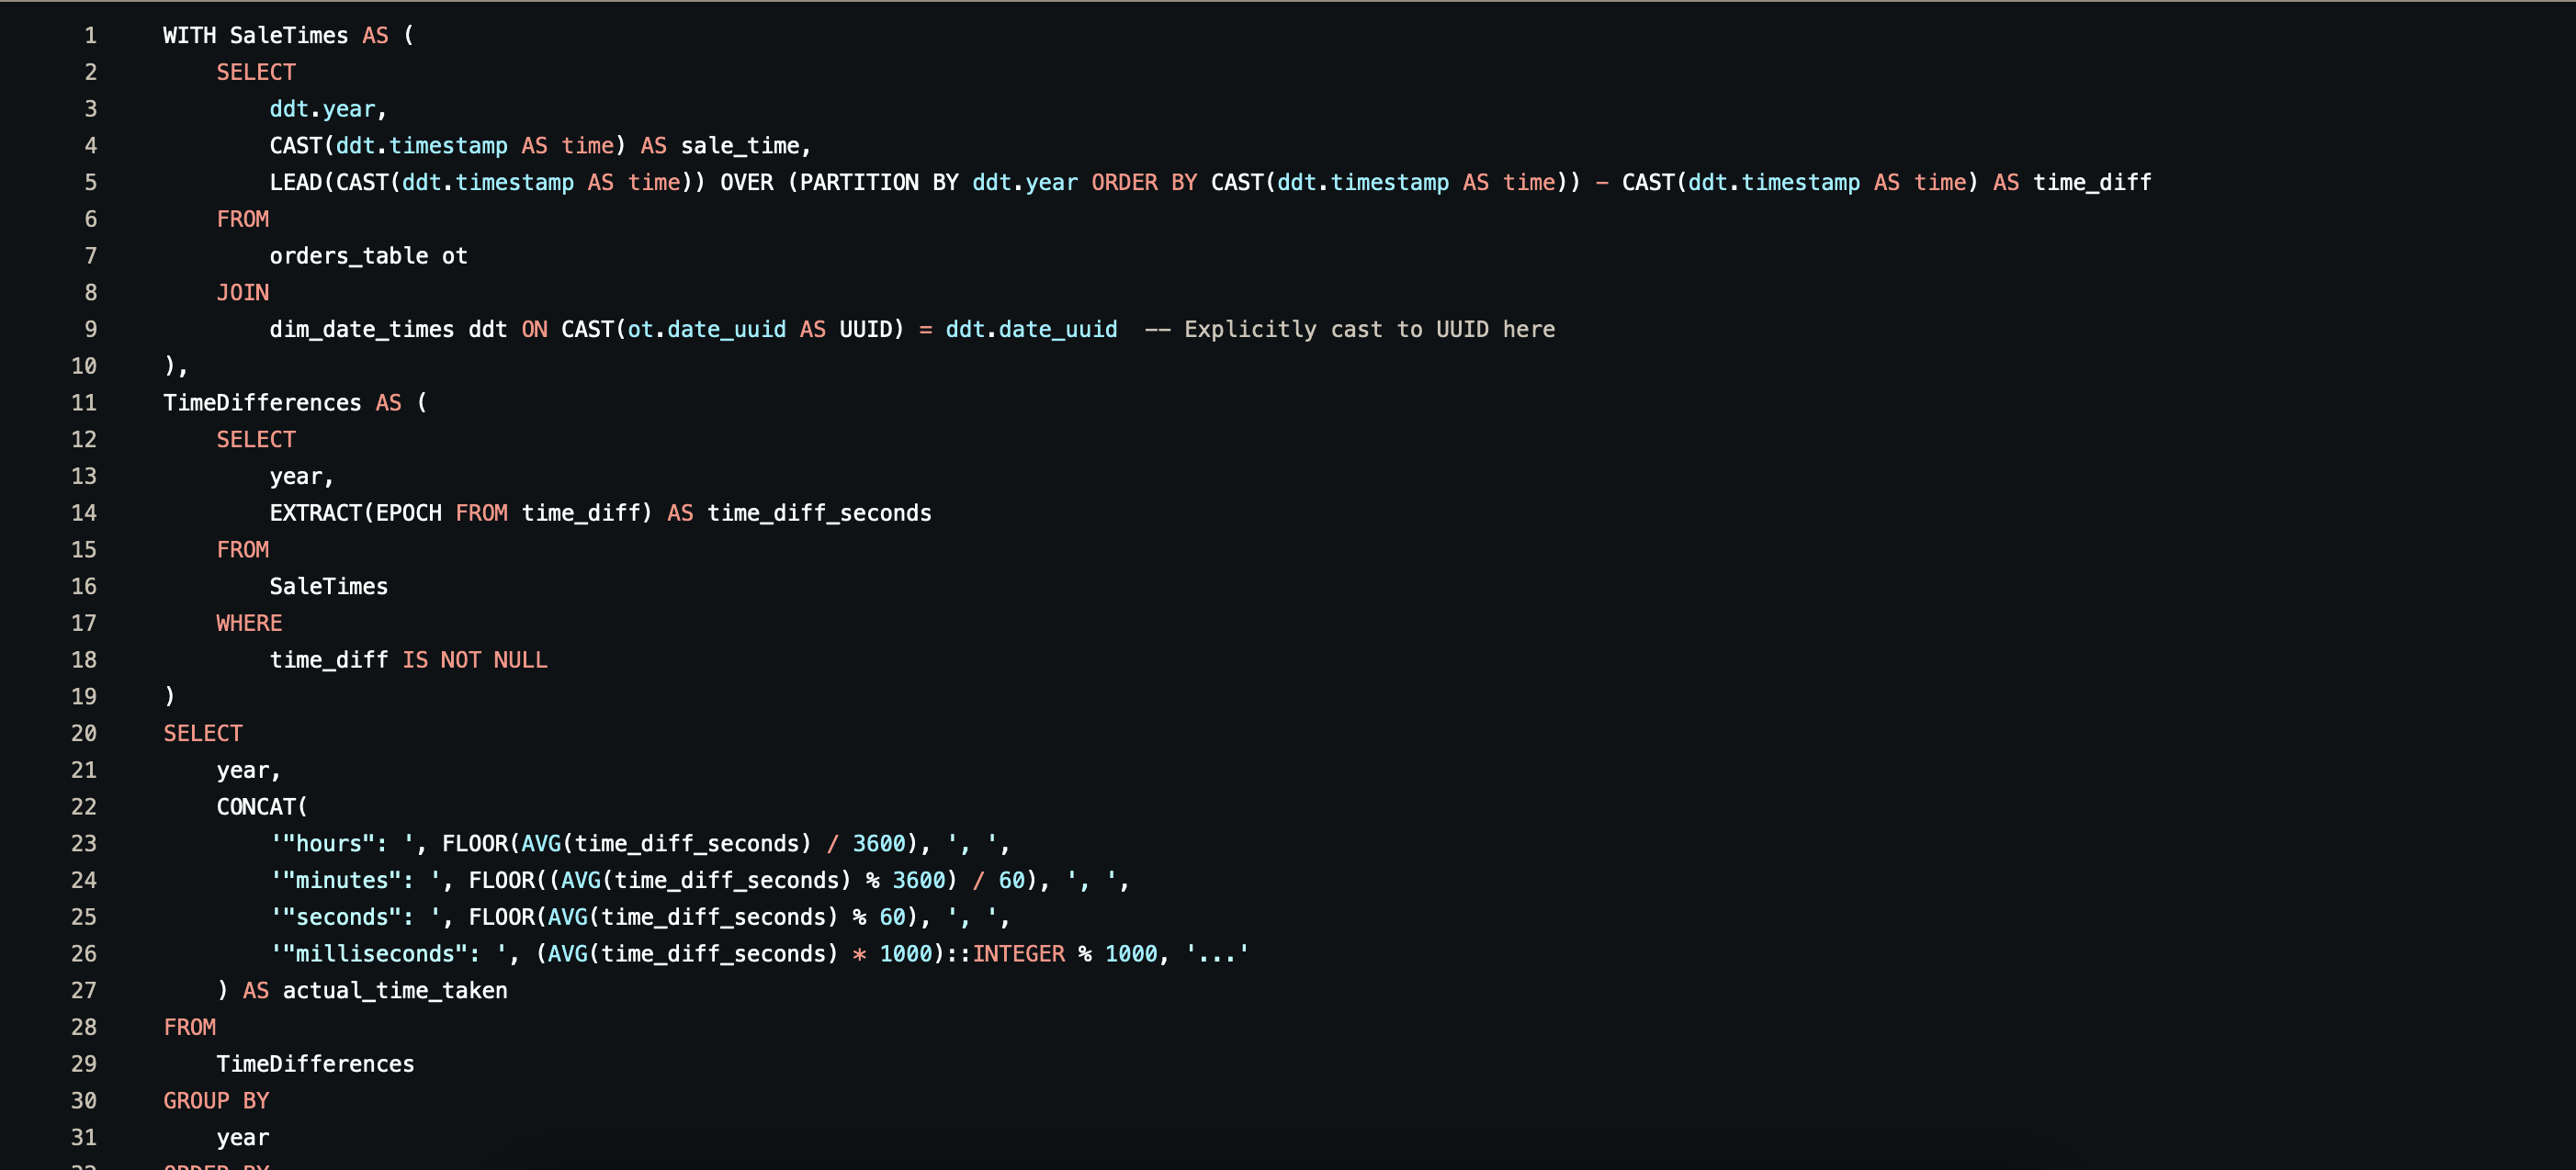 1 WITH SaleTimes AS (
2 SELECT
3 ddt.year,
4 CAST(ddt.timestamp AS time) AS sale_time,
5 LEAD(CAST(ddt.timestamp AS time)) OVER (PARTITION BY ddt.year ORDER BY CAST(ddt.timestamp AS time)) - CAST(ddt.timestamp AS time) AS time_diff
6 FROM
7 orders_table ot
8 JOIN
9 dim_date_times ddt ON CAST(ot.date_uuid AS UUID) = ddt.date_uuid -- Explicitly cast to UUID here
10 ),
11 TimeDifferences AS (
12 SELECT
13 year,
14 EXTRACT(EPOCH FROM time_diff) AS time_diff_seconds
15 FROM
16 SaleTimes
17 WHERE
18 time_diff IS NOT NULL
19 )
20 SELECT
21 year,
22 CONCAT(
23 '"hours": ', FLOOR(AVG(time_diff_seconds) / 3600), ', ',
24 '"minutes": ', FLOOR((AVG(time_diff_seconds) % 3600) / 60), ', ',
25 '"seconds": ', FLOOR(AVG(time_diff_seconds) % 60), ', ',
26 '"milliseconds": ', (AVG(time_diff_seconds) * 1000)::INTEGER % 1000, '...'
27 ) AS actual_time_taken
28 FROM
29 TimeDifferences
30 GROUP BY
31 year
32 ORDER BY